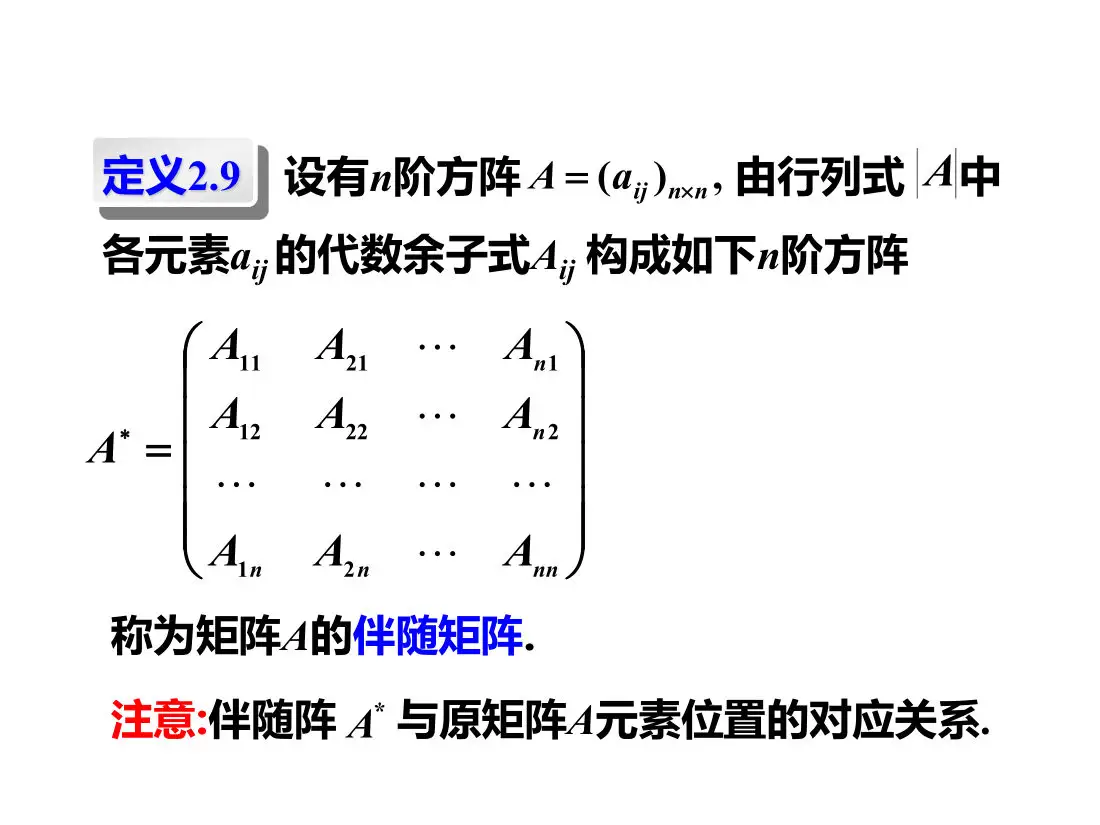 定义2.9 设有n阶方阵 A = (a_ij)_n×n, 由行列式 |A| 中
各元素a_ij 的代数余子式A_ij 构成如下n阶方阵
A_11 A_21 ⋯ A_n1
A_12 A_22 ⋯ A_n2
A^* =
⋯ ⋯ ⋯ ⋯
A_1n A_2n ⋯ A_nn
称为矩阵A的伴随矩阵.
注意:伴随阵 A^* 与原矩阵A元素位置的对应关系.